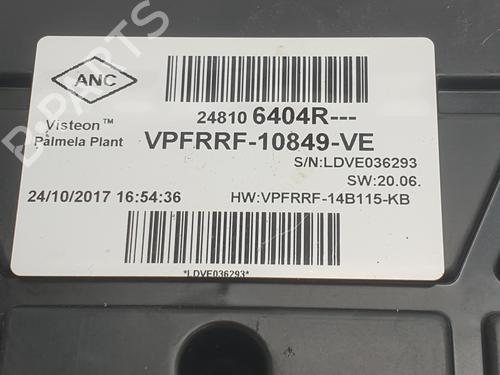 ANC
24810 6404R---
Visteon™
Palmela Plant
VPFRRF-10849-VE
S/N:LDVE036293
SW:20.06.
24/10/2017 16:54:36
HW:VPFRRF-14B115-KB
*LDVE036293*
B-PARTS